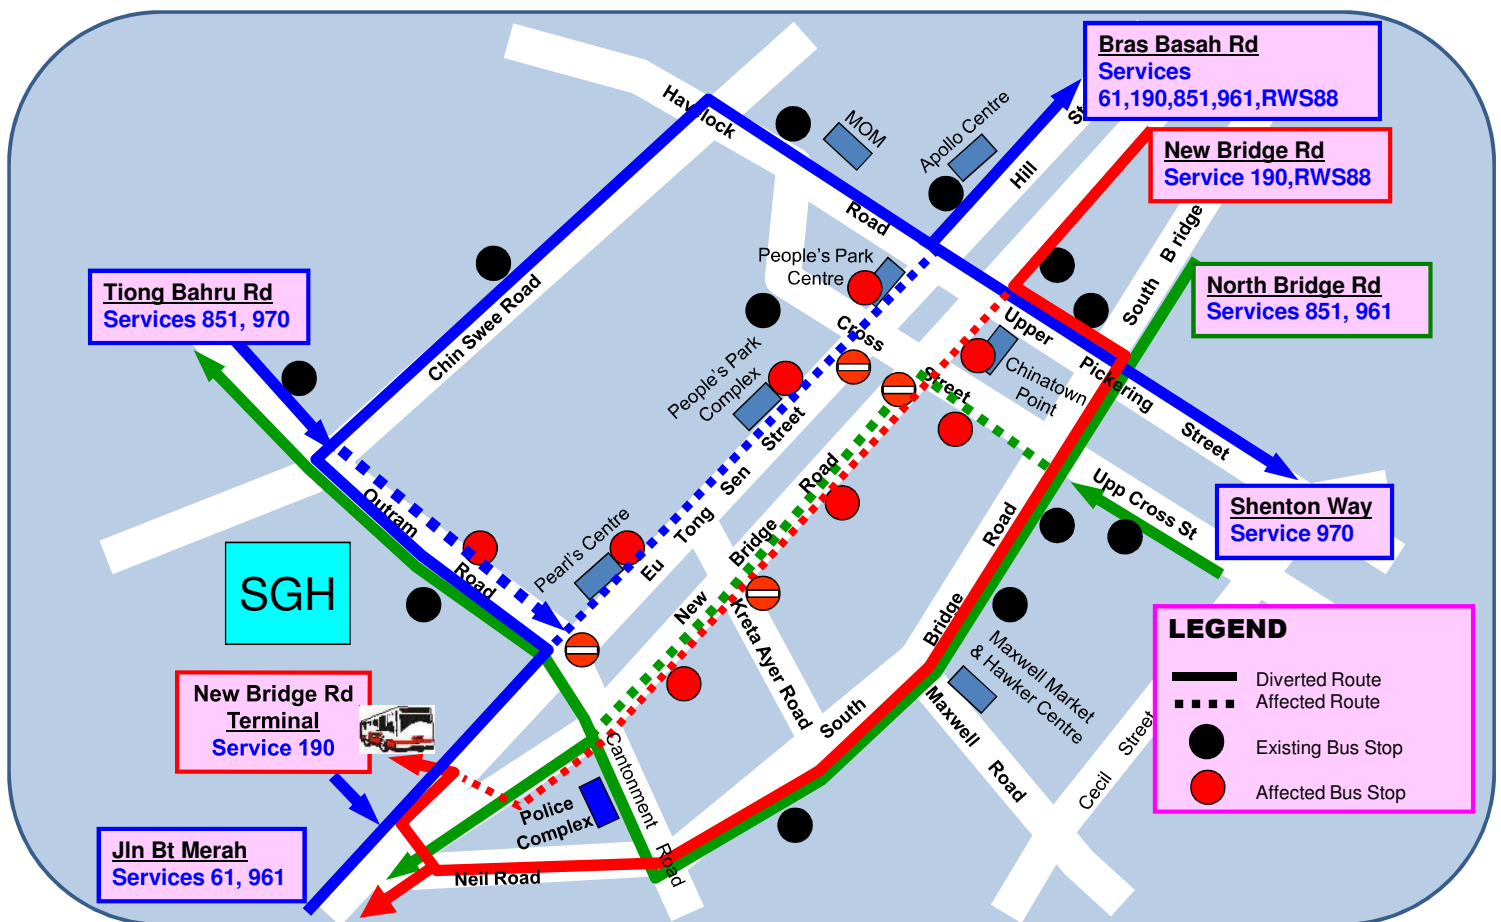 Bras Basah Rd
Services
61,190,851,961,RWS88
New Bridge Rd
Service 190,RWS88
North Bridge Rd
Services 851, 961
Tiong Bahru Rd
Services 851, 970
Shenton Way
Service 970
New Bridge Rd
Terminal
Service 190
Jln Bt Merah
Services 61, 961
SGH
Havelock
Road
MOM
Apollo Centre
Hill
St
People's Park
Centre
Chin Swee Road
Cross
Street
Upper
Pickering
Street
South B ridge
Road
Chinatown
Point
People's Park
Complex
Eu Tong Sen Street
New Bridge Road
Upp Cross St
Outram
Road
Pearl's Centre
Kreta Ayer Road
South
Bridge
Maxwell Market
& Hawker Centre
Maxwell
Road
Cecil Street
Cantonment
Road
Police
Complex
Neil Road
LEGEND
Diverted Route
Affected Route
Existing Bus Stop
Affected Bus Stop